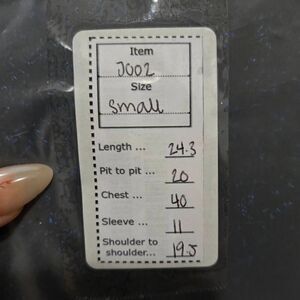 Item
J002
Size
small
Length ... 24.3
Pit to pit ... 20
Chest ... 40
Sleeve ... 11
Shoulder to
shoulder... 19.5